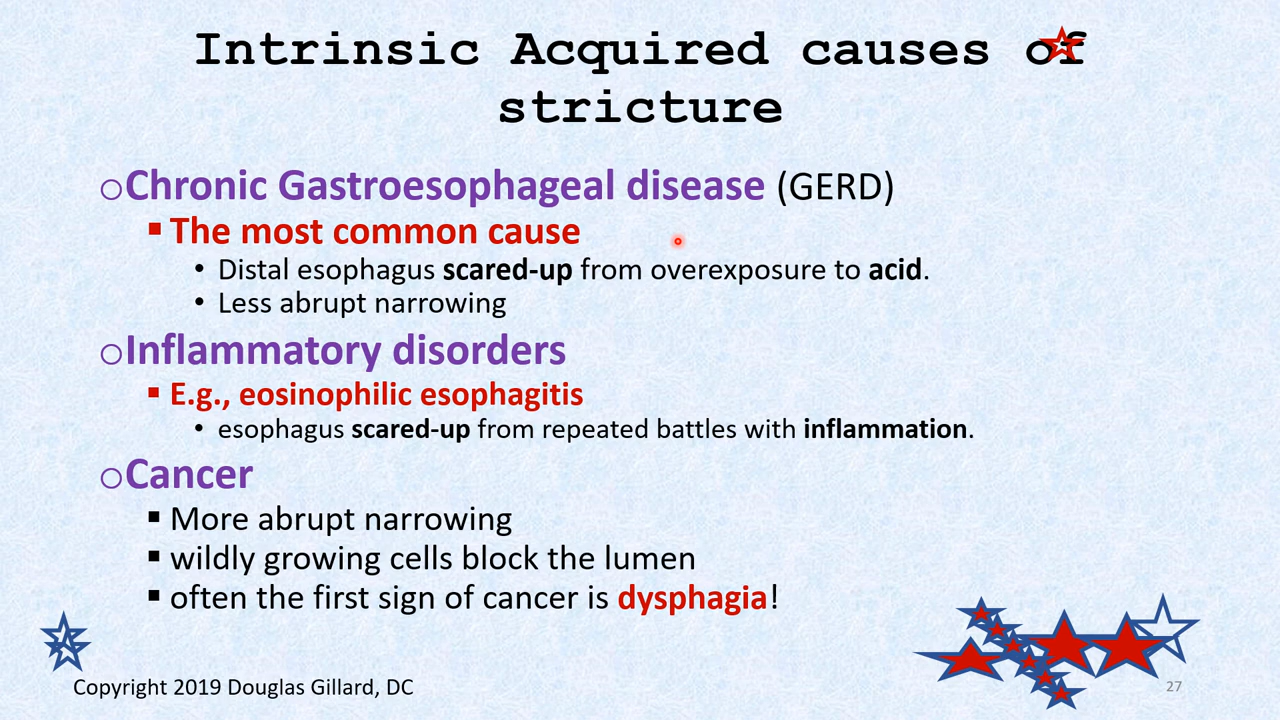 Intrinsic Acquired causes of
stricture
oChronic Gastroesophageal disease (GERD)
▪ The most common cause
• Distal esophagus scared-up from overexposure to acid.
• Less abrupt narrowing
oInflammatory disorders
▪ E.g., eosinophilic esophagitis
• esophagus scared-up from repeated battles with inflammation.
oCancer
▪ More abrupt narrowing
▪ wildly growing cells block the lumen
▪ often the first sign of cancer is dysphagia!
Copyright 2019 Douglas Gillard, DC
27